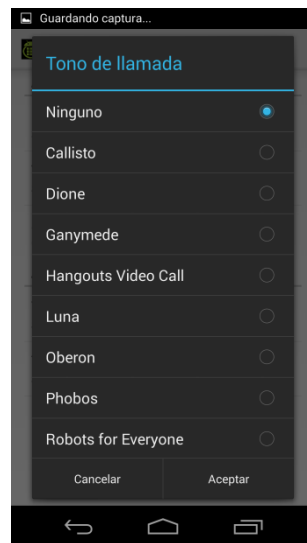 Guardando captura...
Tono de llamada
Ninguno
Callisto
Dione
Ganymede
Hangouts Video Call
Luna
Oberon
Phobos
Robots for Everyone
Cancelar Aceptar